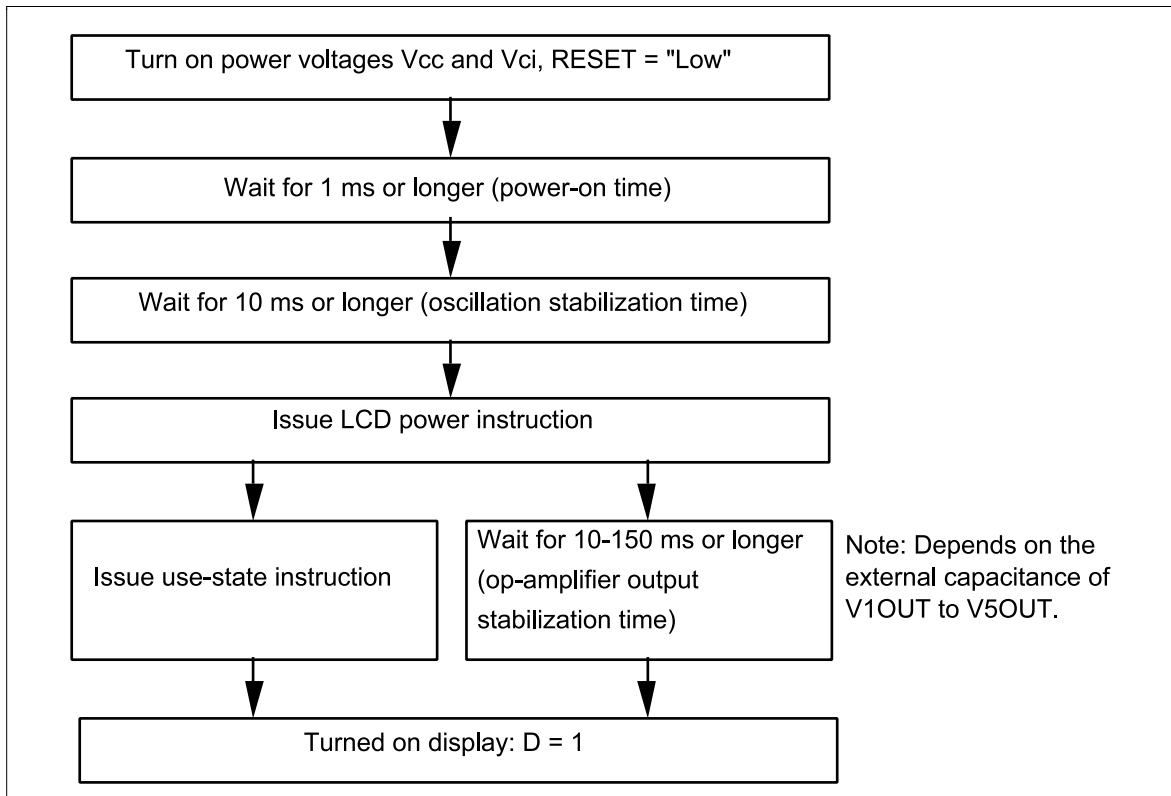 Turn on power voltages Vcc and Vci, RESET = "Low"
Wait for 1 ms or longer (power-on time)
Wait for 10 ms or longer (oscillation stabilization time)
Issue LCD power instruction
Issue use-state instruction
Wait for 10-150 ms or longer
(op-amplifier output
stabilization time)
Note: Depends on the
external capacitance of
V1OUT to V5OUT.
Turned on display: D = 1